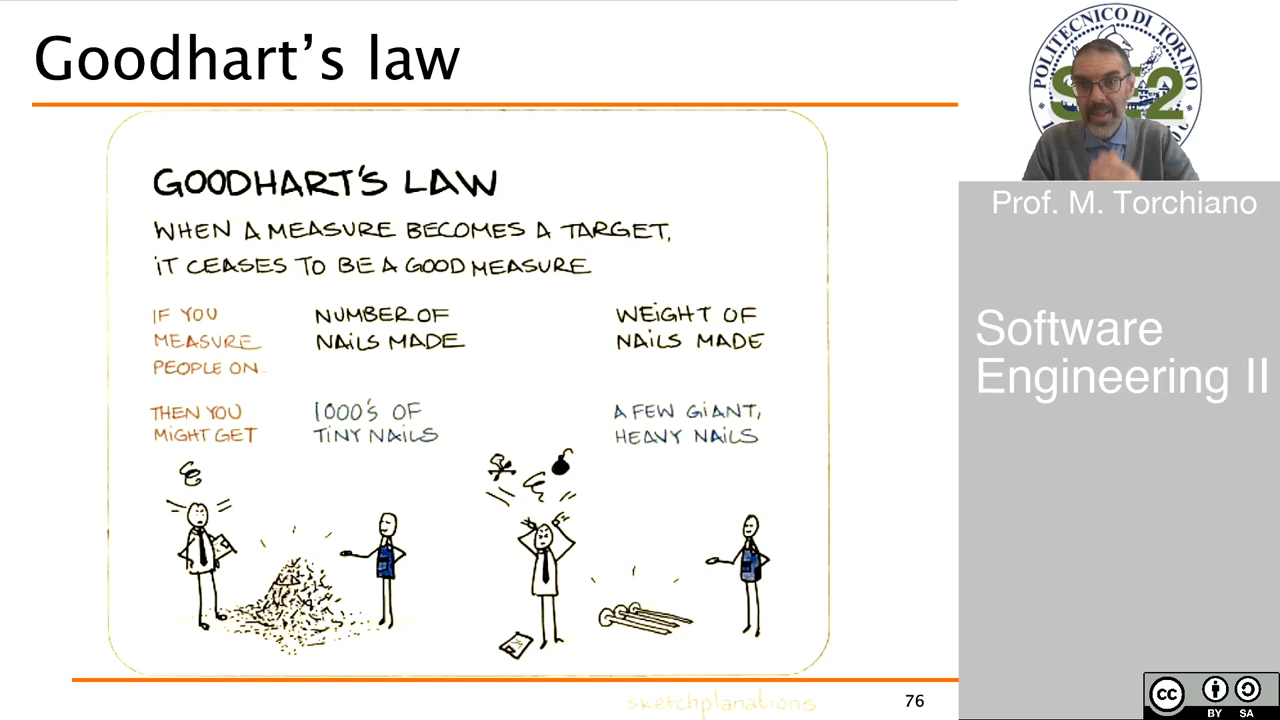 Goodhart's law
GOODHART'S LAW
WHEN A MEASURE BECOMES A TARGET,
IT CEASES TO BE A GOOD MEASURE
IF YOU
MEASURE
PEOPLE ON..
NUMBER OF
NAILS MADE
WEIGHT OF
NAILS MADE
THEN YOU
MIGHT GET
1000'S OF
TINY NAILS
A FEW GIANT,
HEAVY NAILS
sketchplanations
76
POLITECNICO DI TORINO
Prof. M. Torchiano
Software
Engineering II
CC
BY SA